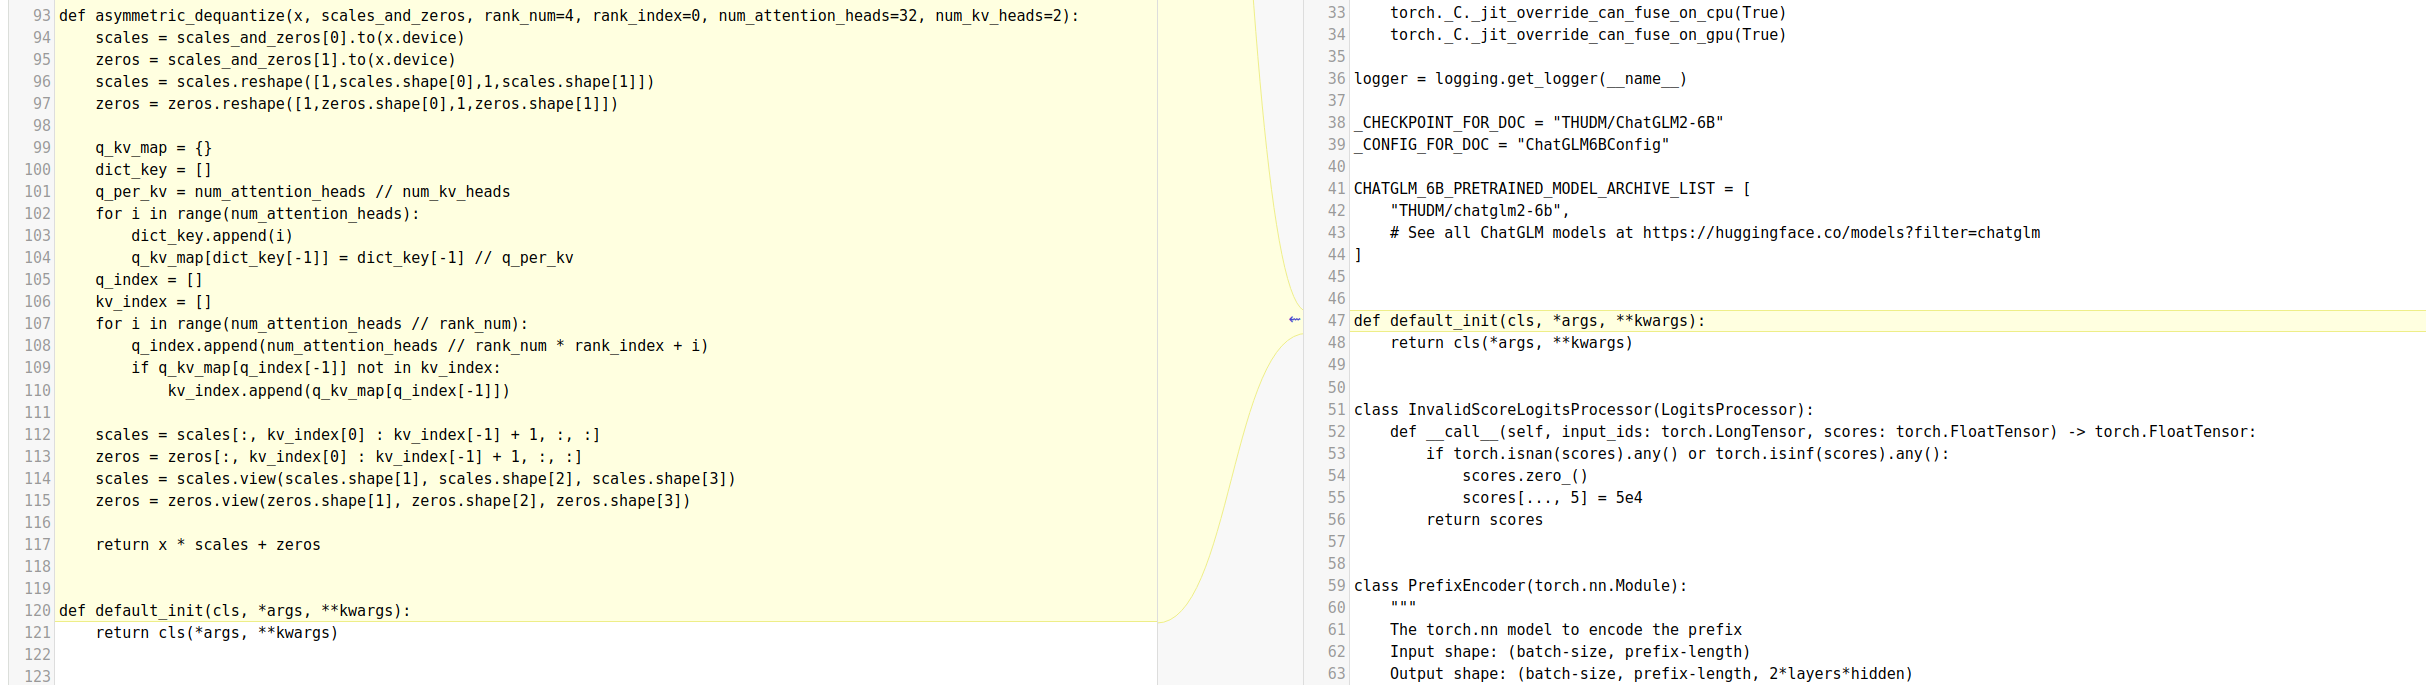 93 def asymmetric_dequantize(x, scales_and_zeros, rank_num=4, rank_index=0, num_attention_heads=32, num_kv_heads=2):
94     scales = scales_and_zeros[0].to(x.device)
95     zeros = scales_and_zeros[1].to(x.device)
96     scales = scales.reshape([1,scales.shape[0],1,scales.shape[1]])
97     zeros = zeros.reshape([1,zeros.shape[0],1,zeros.shape[1]])
98
99     q_kv_map = {}
100     dict_key = []
101     q_per_kv = num_attention_heads // num_kv_heads
102     for i in range(num_attention_heads):
103         dict_key.append(i)
104         q_kv_map[dict_key[-1]] = dict_key[-1] // q_per_kv
105     q_index = []
106     kv_index = []
107     for i in range(num_attention_heads // rank_num):
108         q_index.append(num_attention_heads // rank_num * rank_index + i)
109         if q_kv_map[q_index[-1]] not in kv_index:
110             kv_index.append(q_kv_map[q_index[-1]])
111
112     scales = scales[:, kv_index[0] : kv_index[-1] + 1, :, :]
113     zeros = zeros[:, kv_index[0] : kv_index[-1] + 1, :, :]
114     scales = scales.view(scales.shape[1], scales.shape[2], scales.shape[3])
115     zeros = zeros.view(zeros.shape[1], zeros.shape[2], zeros.shape[3])
116
117     return x * scales + zeros
118
119
120 def default_init(cls, *args, **kwargs):
121     return cls(*args, **kwargs)
122
123
33     torch._C._jit_override_can_fuse_on_cpu(True)
34     torch._C._jit_override_can_fuse_on_gpu(True)
35
36 logger = logging.get_logger(__name__)
37
38 _CHECKPOINT_FOR_DOC = "THUDM/ChatGLM2-6B"
39 _CONFIG_FOR_DOC = "ChatGLM6BConfig"
40
41 CHATGLM_6B_PRETRAINED_MODEL_ARCHIVE_LIST = [
42     "THUDM/chatglm2-6b",
43     # See all ChatGLM models at https://huggingface.co/models?filter=chatglm
44 ]
45
46
47 def default_init(cls, *args, **kwargs):
48     return cls(*args, **kwargs)
49
50
51 class InvalidScoreLogitsProcessor(LogitsProcessor):
52     def __call__(self, input_ids: torch.LongTensor, scores: torch.FloatTensor) -> torch.FloatTensor:
53         if torch.isnan(scores).any() or torch.isinf(scores).any():
54             scores.zero_()
55             scores[..., 5] = 5e4
56         return scores
57
58
59 class PrefixEncoder(torch.nn.Module):
60     """
61     The torch.nn model to encode the prefix
62     Input shape: (batch-size, prefix-length)
63     Output shape: (batch-size, prefix-length, 2*layers*hidden)